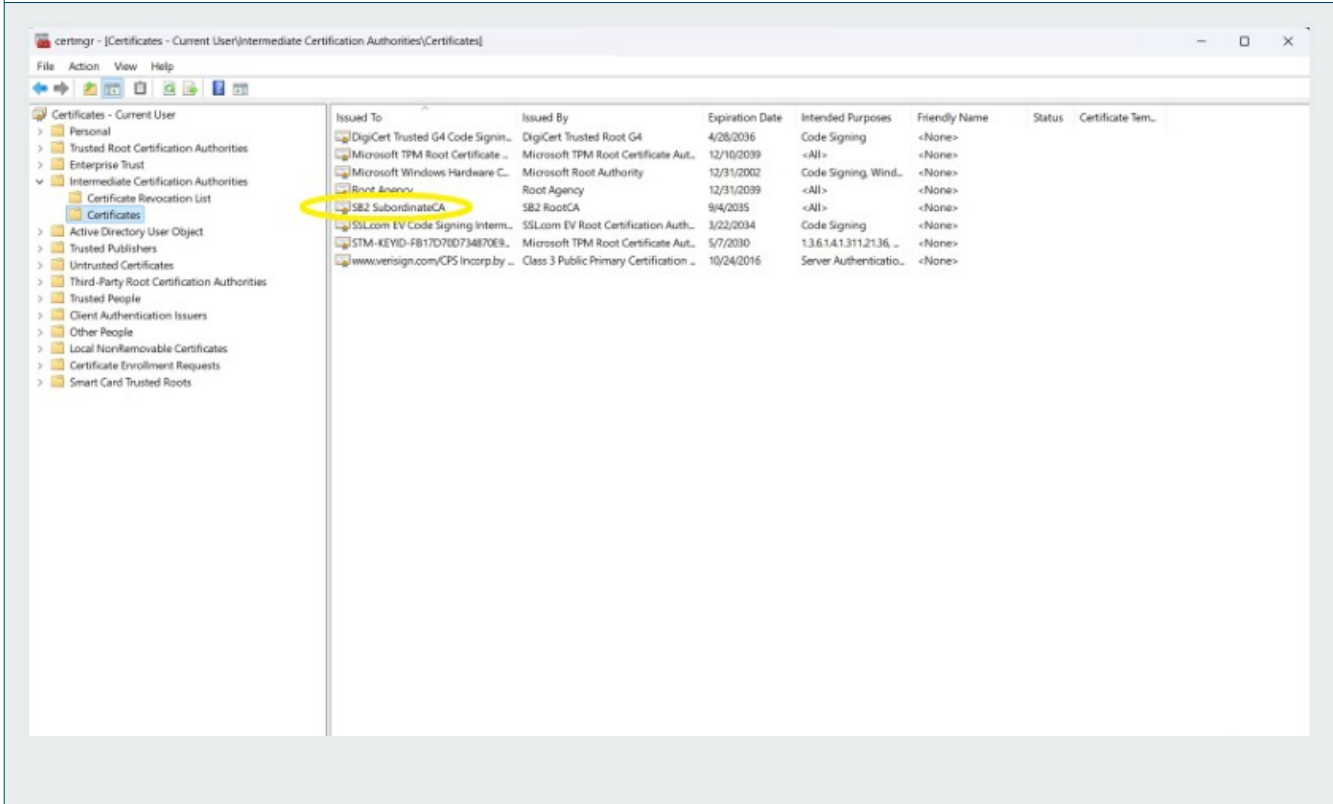 certmgr - [Certificates - Current User\Intermediate Certification Authorities\Certificates]
File Action View Help
Certificates - Current User
Personal
Trusted Root Certification Authorities
Enterprise Trust
Intermediate Certification Authorities
Certificate Revocation List
Certificates
Active Directory User Object
Trusted Publishers
Untrusted Certificates
Third-Party Root Certification Authorities
Trusted People
Client Authentication Issuers
Other People
Local NonRemovable Certificates
Certificate Enrollment Requests
Smart Card Trusted Roots
Issued To Issued By Expiration Date Intended Purposes Friendly Name Status Certificate Tem...
DigiCert Trusted G4 Code Signin... DigiCert Trusted Root G4 4/28/2036 Code Signing <None>
Microsoft TPM Root Certificate ... Microsoft TPM Root Certificate Aut... 12/10/2039 <All> <None>
Microsoft Windows Hardware C... Microsoft Root Authority 12/31/2002 Code Signing, Wind... <None>
Root Agency Root Agency 12/31/2039 <All> <None>
SB2 SubordinateCA SB2 RootCA 9/4/2035 <All> <None>
SSL.com EV Code Signing Interm... SSL.com EV Root Certification Auth... 3/22/2034 Code Signing <None>
STM-KEYID-FB17D70D734870E9... Microsoft TPM Root Certificate Aut... 5/7/2030 1.3.6.1.4.1.311.21.36, ... <None>
www.verisign.com/CPS Incorp.by ... Class 3 Public Primary Certification ... 10/24/2016 Server Authenticatio... <None>